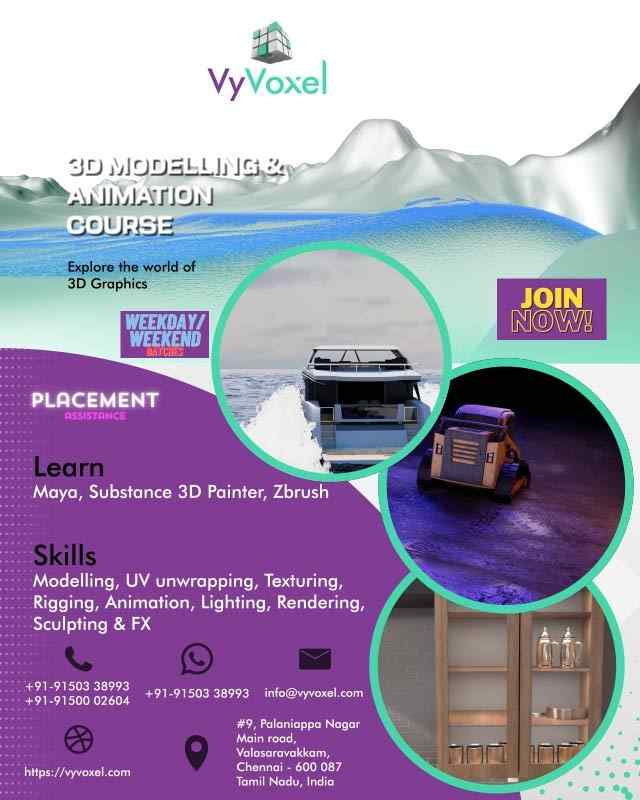 VyVoxel
3D MODELLING &
ANIMATION
COURSE
Explore the world of
3D Graphics
WEEKDAY/
WEEKEND
BATCHES
JOIN
NOW!
PLACEMENT
ASSISTANCE
Learn
Maya, Substance 3D Painter, Zbrush
Skills
Modelling, UV unwrapping, Texturing,
Rigging, Animation, Lighting, Rendering,
Sculpting & FX
+91-91503 38993
+91-91500 02604
+91-91503 38993
info@vyvoxel.com
https://vyvoxel.com
#9, Palaniappa Nagar
Main road,
Valasaravakkam,
Chennai - 600 087
Tamil Nadu, India